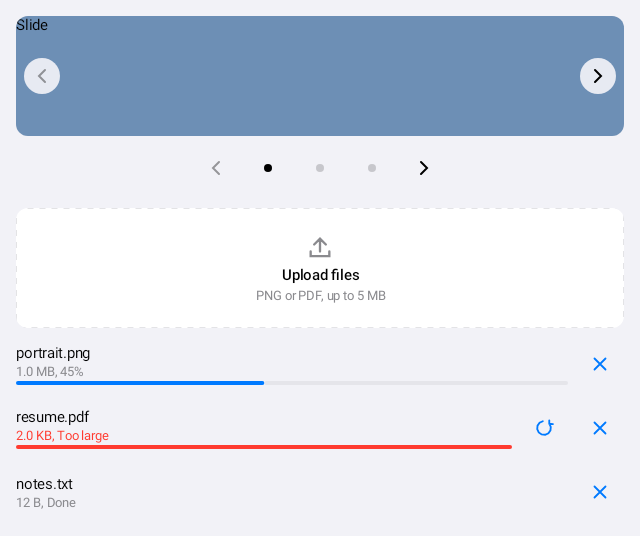 Slide
Upload files
PNG or PDF, up to 5 MB
portrait.png
1.0 MB, 45%
resume.pdf
2.0 KB, Too large
notes.txt
12 B, Done